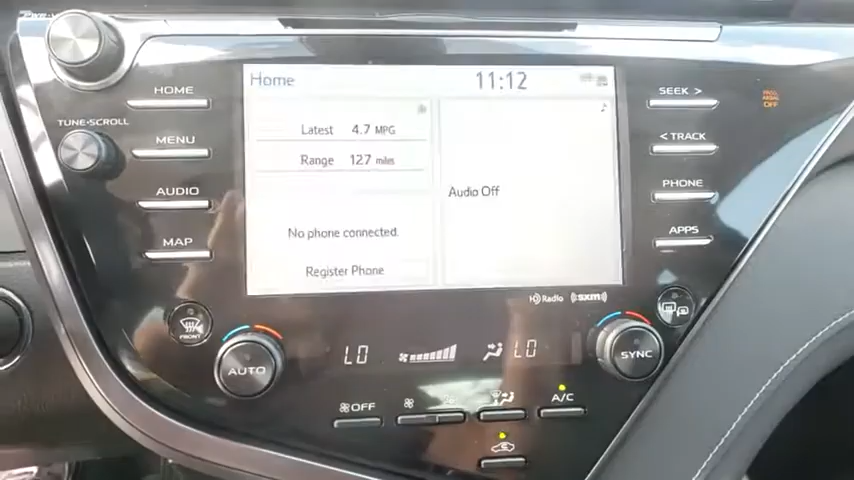 Home
11:12
HOME
SEEK >
TUNE•SCROLL
Latest 4.7 MPG
MENU
< TRACK
Range 127 miles
AUDIO
Audio Off
PHONE
No phone connected.
MAP
APPS
Register Phone
HD Radio
((SXM))
FRONT
LO
LO
AUTO
SYNC
OFF
A/C